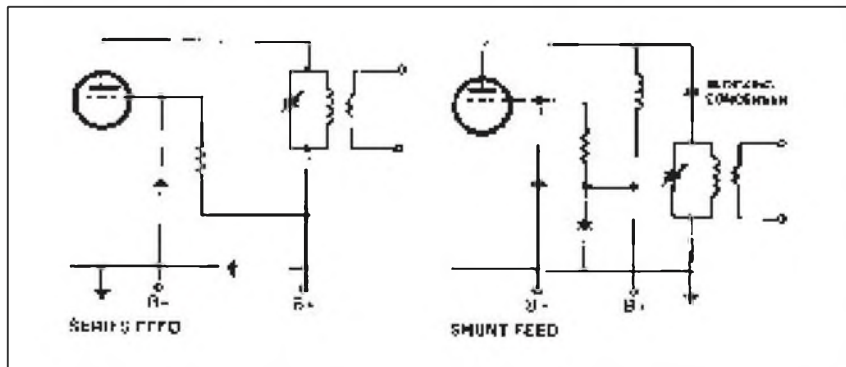 BLOCKING
CONDENSER
B+
B+
SERIES FEED
SHUNT FEED